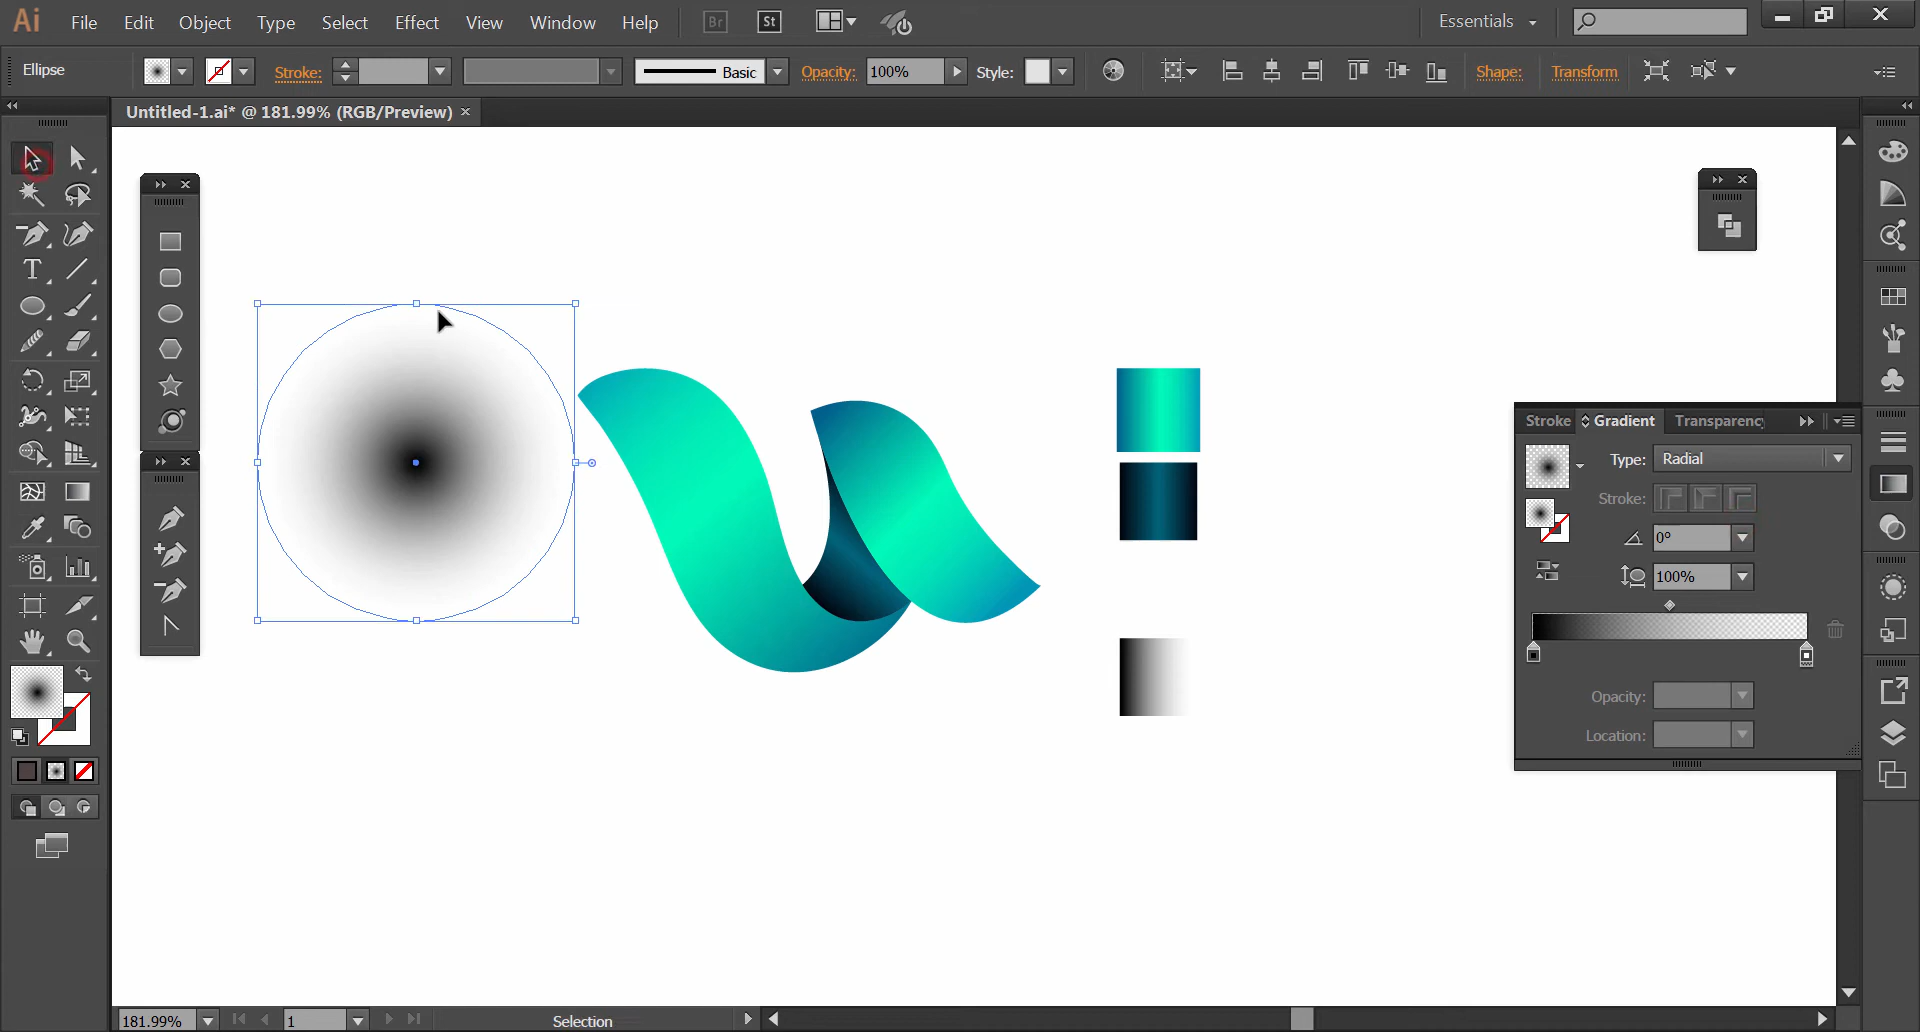 Ai File Edit Object Type Select Effect View Window Help Br St Essentials
Ellipse Stroke: Basic Opacity: 100% Style: Shape: Transform
Untitled-1.ai* @ 181.99% (RGB/Preview)
Stroke Gradient Transparency
Type: Radial
Stroke:
0°
100%
Opacity:
Location:
181.99% 1 Selection